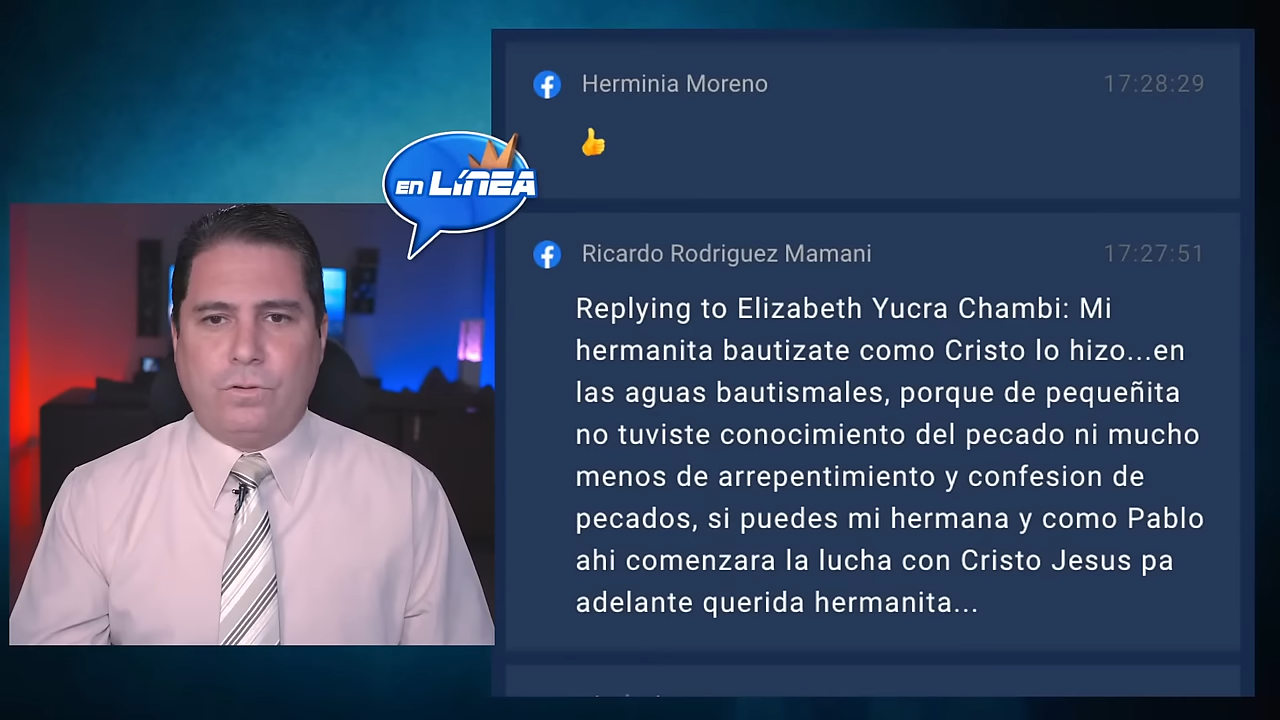 EN LÍNEA
Herminia Moreno
17:28:29
👍
Ricardo Rodriguez Mamani
17:27:51
Replying to Elizabeth Yucra Chambi: Mi
hermanita bautizate como Cristo lo hizo...en
las aguas bautismales, porque de pequeñita
no tuviste conocimiento del pecado ni mucho
menos de arrepentimiento y confesion de
pecados, si puedes mi hermana y como Pablo
ahi comenzara la lucha con Cristo Jesus pa
adelante querida hermanita...